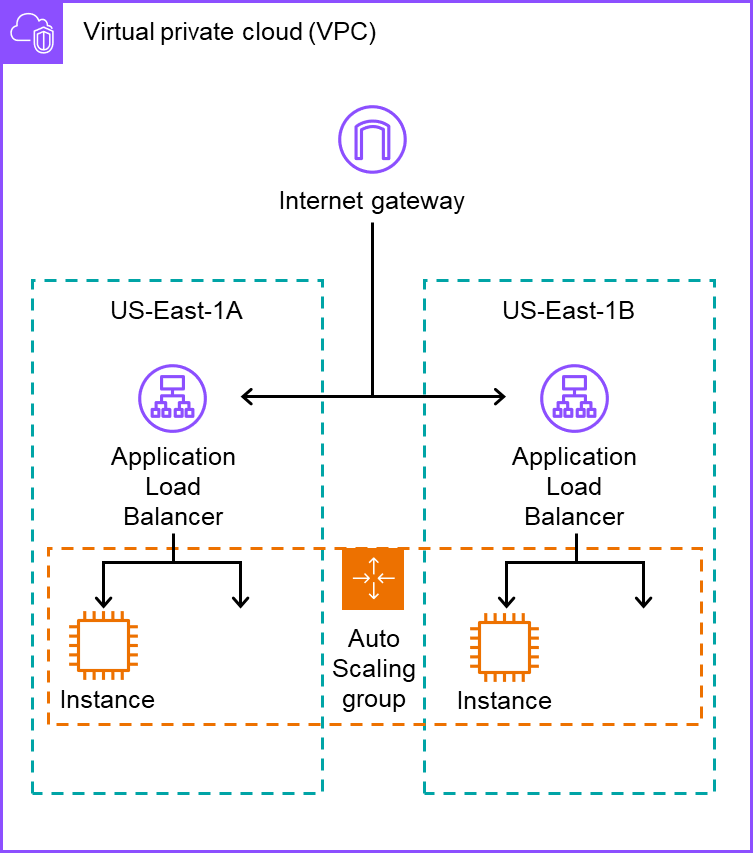 Virtual private cloud (VPC)
Internet gateway
US-East-1A
US-East-1B
Application
Load
Balancer
Application
Load
Balancer
Auto
Scaling
group
Instance
Instance